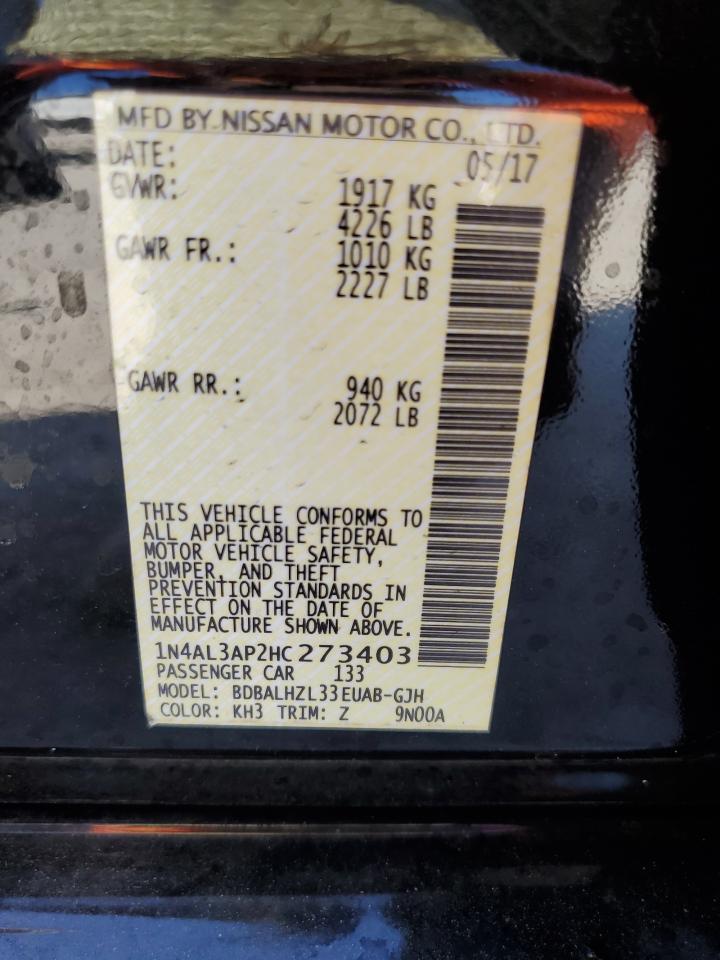 MFD BY NISSAN MOTOR CO., LTD.
DATE: 05/17
GVWR: 1917 KG
4226 LB
GAWR FR.: 1010 KG
2227 LB
GAWR RR.: 940 KG
2072 LB
THIS VEHICLE CONFORMS TO
ALL APPLICABLE FEDERAL
MOTOR VEHICLE SAFETY,
BUMPER, AND THEFT
PREVENTION STANDARDS IN
EFFECT ON THE DATE OF
MANUFACTURE SHOWN ABOVE.
1N4AL3AP2HC273403
PASSENGER CAR 133
MODEL: BDBALHZL33EUAB-GJH
COLOR: KH3 TRIM: Z 9N00A